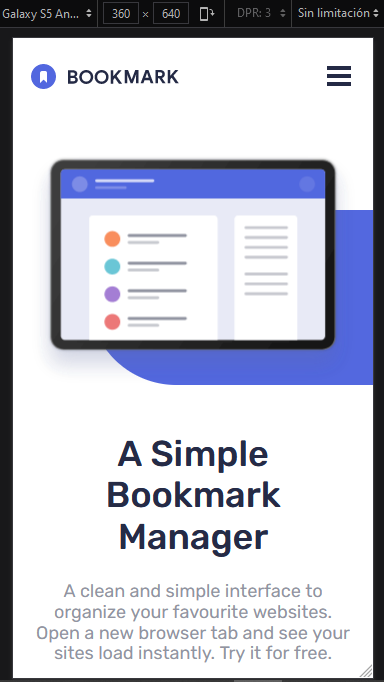 Galaxy S5 An... 360 × 640 DPR: 3 Sin limitación
BOOKMARK
A Simple
Bookmark
Manager
A clean and simple interface to
organize your favourite websites.
Open a new browser tab and see your
sites load instantly. Try it for free.